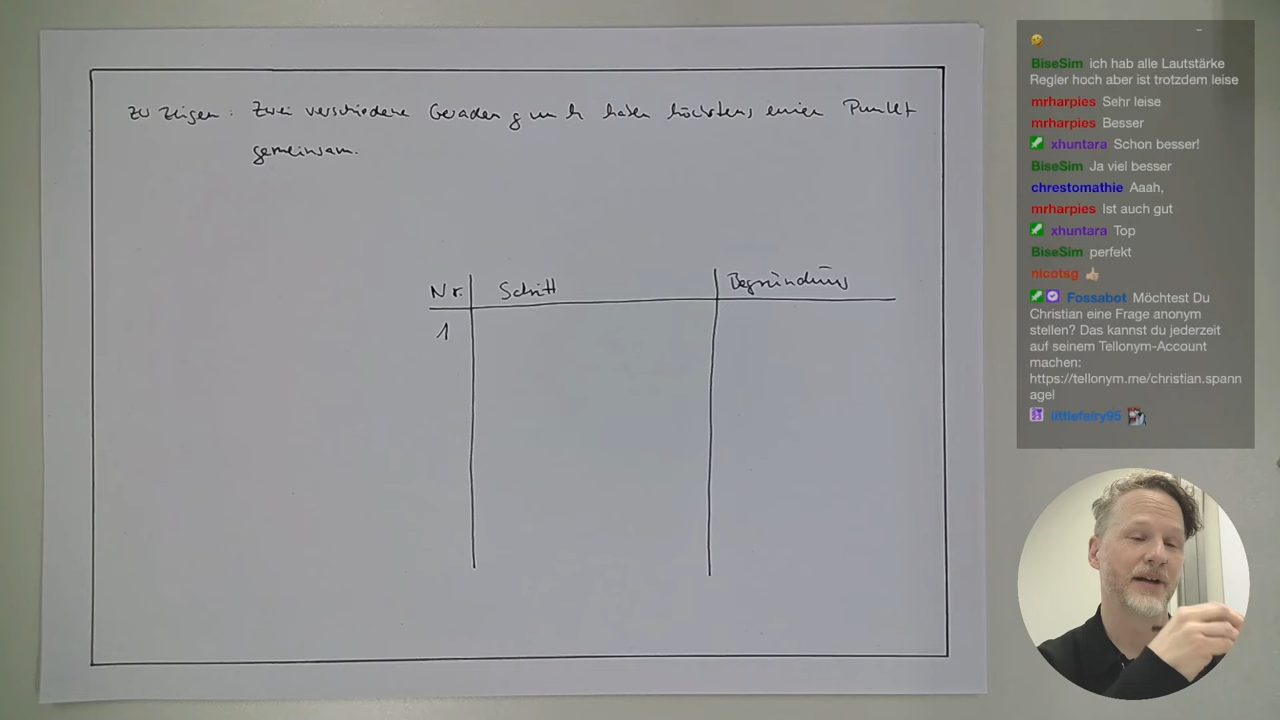 Zu zeigen: Zwei verschiedene Geraden g und h haben höchstens einen Punkt
gemeinsam.
Nr. Schritt Begründung
1
BiseSim ich hab alle Lautstärke
Regler hoch aber ist trotzdem leise
mrharpies Sehr leise
mrharpies Besser
xhuntara Schon besser!
BiseSim Ja viel besser
chrestomathie Aaah,
mrharpies Ist auch gut
xhuntara Top
BiseSim perfekt
nicotsg
Fossabot Möchtest Du
Christian eine Frage anonym
stellen? Das kannst du jederzeit
auf seinem Tellonym-Account
machen:
https://tellonym.me/christian.spann
agel
littlefairy95